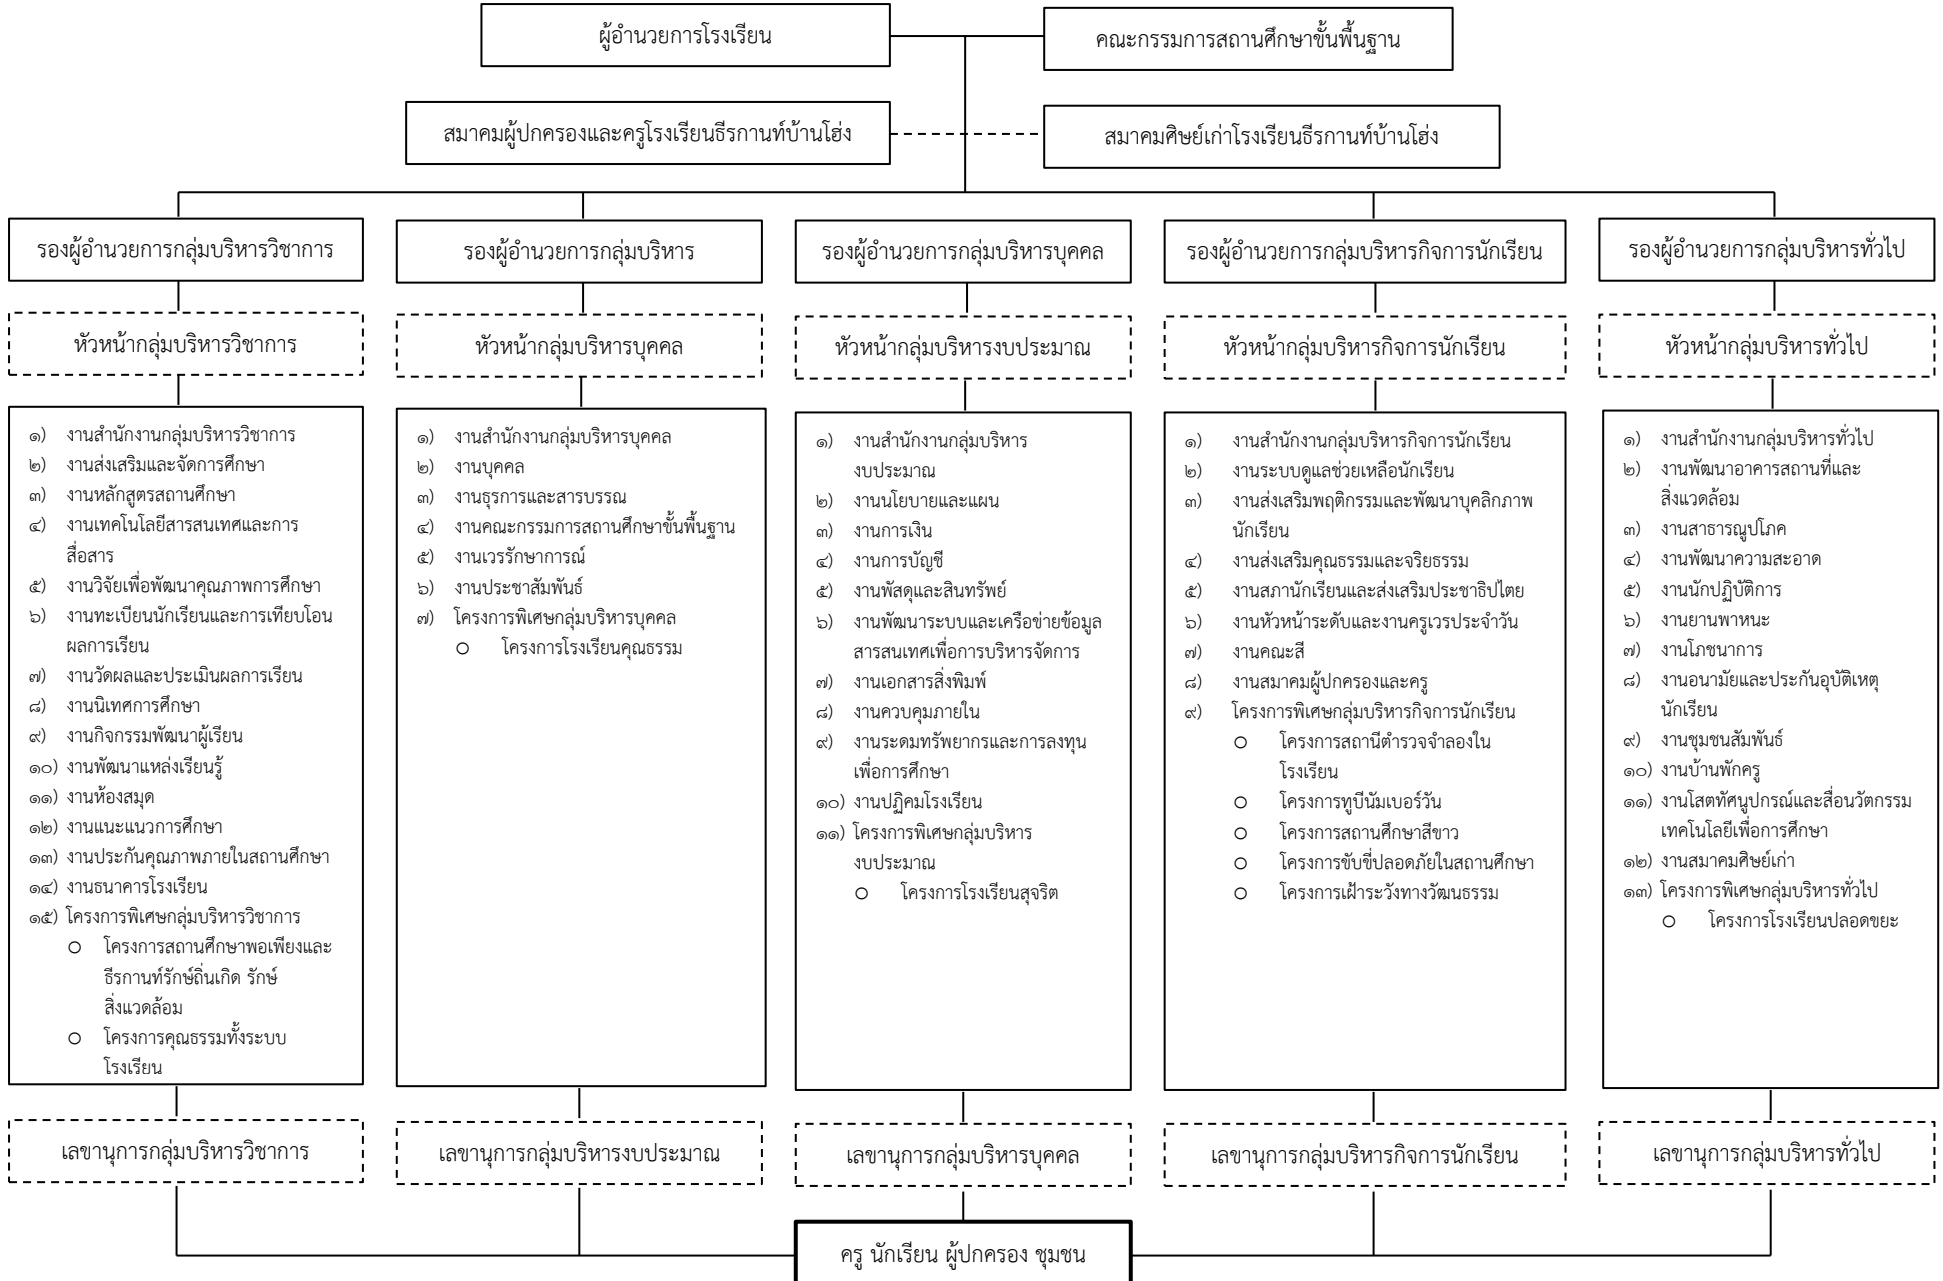 ผู้อำนวยการโรงเรียน
คณะกรรมการสถานศึกษาขั้นพื้นฐาน
สมาคมผู้ปกครองและครูโรงเรียนธีรกานท์บ้านโฮ่ง
สมาคมศิษย์เก่าโรงเรียนธีรกานท์บ้านโฮ่ง
รองผู้อำนวยการกลุ่มบริหารวิชาการ
รองผู้อำนวยการกลุ่มบริหาร
รองผู้อำนวยการกลุ่มบริหารบุคคล
รองผู้อำนวยการกลุ่มบริหารกิจการนักเรียน
รองผู้อำนวยการกลุ่มบริหารทั่วไป
หัวหน้ากลุ่มบริหารวิชาการ
หัวหน้ากลุ่มบริหารบุคคล
หัวหน้ากลุ่มบริหารงบประมาณ
หัวหน้ากลุ่มบริหารกิจการนักเรียน
หัวหน้ากลุ่มบริหารทั่วไป
๑) งานสำนักงานกลุ่มบริหารวิชาการ
๒) งานส่งเสริมและจัดการศึกษา
๓) งานหลักสูตรสถานศึกษา
๔) งานเทคโนโลยีสารสนเทศและการ
สื่อสาร
๕) งานวิจัยเพื่อพัฒนาคุณภาพการศึกษา
๖) งานทะเบียนนักเรียนและการเทียบโอน
ผลการเรียน
๗) งานวัดผลและประเมินผลการเรียน
๘) งานนิเทศการศึกษา
๙) งานกิจกรรมพัฒนาผู้เรียน
๑๐) งานพัฒนาแหล่งเรียนรู้
๑๑) งานห้องสมุด
๑๒) งานแนะแนวการศึกษา
๑๓) งานประกันคุณภาพภายในสถานศึกษา
๑๔) งานธนาคารโรงเรียน
๑๕) โครงการพิเศษกลุ่มบริหารวิชาการ
โครงการสถานศึกษาพอเพียงและ
ธีรกานท์รักษ์ถิ่นเกิด รักษ์
สิ่งแวดล้อม
โครงการคุณธรรมทั้งระบบ
โรงเรียน
๑) งานสำนักงานกลุ่มบริหารบุคคล
๒) งานบุคคล
๓) งานธุรการและสารบรรณ
๔) งานคณะกรรมการสถานศึกษาขั้นพื้นฐาน
๕) งานเวรรักษาการณ์
๖) งานประชาสัมพันธ์
๗) โครงการพิเศษกลุ่มบริหารบุคคล
โครงการโรงเรียนคุณธรรม
๑) งานสำนักงานกลุ่มบริหาร
งบประมาณ
๒) งานนโยบายและแผน
๓) งานการเงิน
๔) งานการบัญชี
๕) งานพัสดุและสินทรัพย์
๖) งานพัฒนาระบบและเครือข่ายข้อมูล
สารสนเทศเพื่อการบริหารจัดการ
๗) งานเอกสารสิ่งพิมพ์
๘) งานควบคุมภายใน
๙) งานระดมทรัพยากรและการลงทุน
เพื่อการศึกษา
๑๐) งานปฏิคมโรงเรียน
๑๑) โครงการพิเศษกลุ่มบริหาร
งบประมาณ
โครงการโรงเรียนสุจริต
๑) งานสำนักงานกลุ่มบริหารกิจการนักเรียน
๒) งานระบบดูแลช่วยเหลือนักเรียน
๓) งานส่งเสริมพฤติกรรมและพัฒนาบุคลิกภาพ
นักเรียน
๔) งานส่งเสริมคุณธรรมและจริยธรรม
๕) งานสภานักเรียนและส่งเสริมประชาธิปไตย
๖) งานหัวหน้าระดับและงานครูเวรประจำวัน
๗) งานคณะสี
๘) งานสมาคมผู้ปกครองและครู
๙) โครงการพิเศษกลุ่มบริหารกิจการนักเรียน
โครงการสถานีตำรวจจำลองใน
โรงเรียน
โครงการทูบีนัมเบอร์วัน
โครงการสถานศึกษาสีขาว
โครงการขับขี่ปลอดภัยในสถานศึกษา
โครงการเฝ้าระวังทางวัฒนธรรม
๑) งานสำนักงานกลุ่มบริหารทั่วไป
๒) งานพัฒนาอาคารสถานที่และ
สิ่งแวดล้อม
๓) งานสาธารณูปโภค
๔) งานพัฒนาความสะอาด
๕) งานนักปฏิบัติการ
๖) งานยานพาหนะ
๗) งานโภชนาการ
๘) งานอนามัยและประกันอุบัติเหตุ
นักเรียน
๙) งานชุมชนสัมพันธ์
๑๐) งานบ้านพักครู
๑๑) งานโสตทัศนูปกรณ์และสื่อนวัตกรรม
เทคโนโลยีเพื่อการศึกษา
๑๒) งานสมาคมศิษย์เก่า
๑๓) โครงการพิเศษกลุ่มบริหารทั่วไป
โครงการโรงเรียนปลอดขยะ
เลขานุการกลุ่มบริหารวิชาการ
เลขานุการกลุ่มบริหารงบประมาณ
เลขานุการกลุ่มบริหารบุคคล
เลขานุการกลุ่มบริหารกิจการนักเรียน
เลขานุการกลุ่มบริหารทั่วไป
ครู นักเรียน ผู้ปกครอง ชุมชน